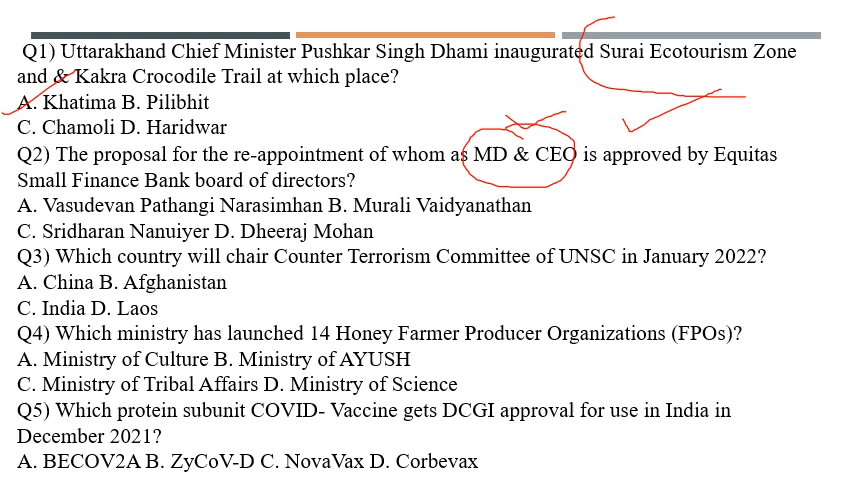 Q1) Uttarakhand Chief Minister Pushkar Singh Dhami inaugurated Surai Ecotourism Zone
and & Kakra Crocodile Trail at which place?
A. Khatima B. Pilibhit
C. Chamoli D. Haridwar
Q2) The proposal for the re-appointment of whom as MD & CEO is approved by Equitas
Small Finance Bank board of directors?
A. Vasudevan Pathangi Narasimhan B. Murali Vaidyanathan
C. Sridharan Nanuiyer D. Dheeraj Mohan
Q3) Which country will chair Counter Terrorism Committee of UNSC in January 2022?
A. China B. Afghanistan
C. India D. Laos
Q4) Which ministry has launched 14 Honey Farmer Producer Organizations (FPOs)?
A. Ministry of Culture B. Ministry of AYUSH
C. Ministry of Tribal Affairs D. Ministry of Science
Q5) Which protein subunit COVID- Vaccine gets DCGI approval for use in India in
December 2021?
A. BECOV2A B. ZyCoV-D C. NovaVax D. Corbevax